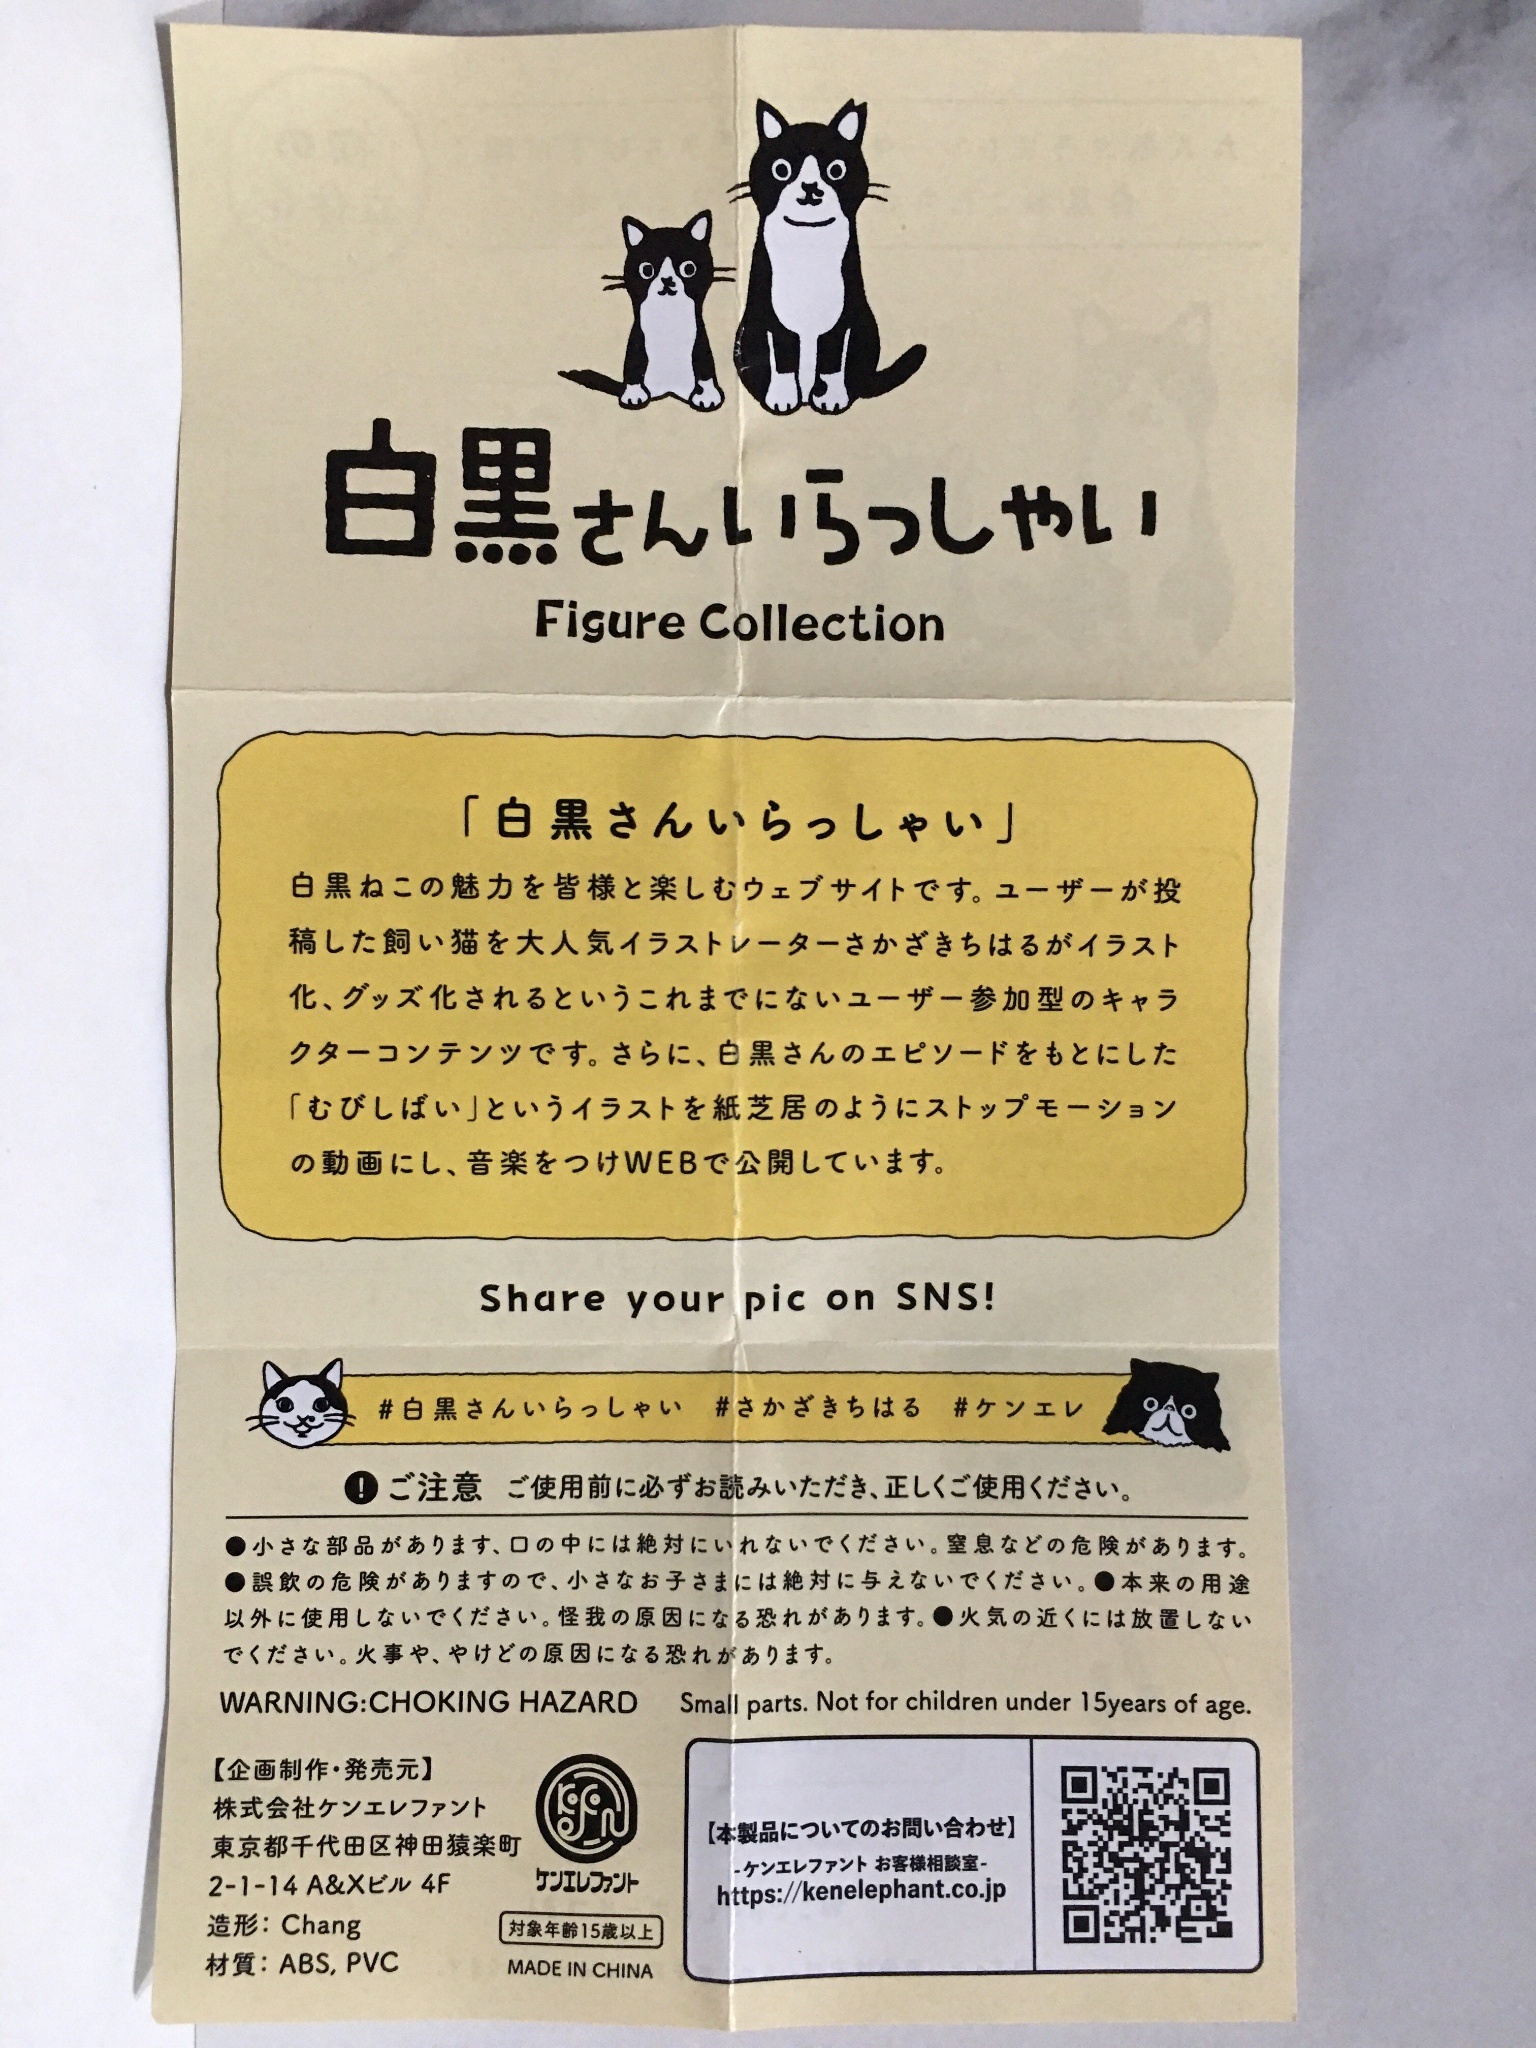 白黒さんいらっしゃい
Figure Collection
「白黒さんいらっしゃい」
白黒ねこの魅力を皆様と楽しむウェブサイトです。ユーザーが投
稿した飼い猫を大人気イラストレーターさかざきちはるがイラスト
化、グッズ化されるというこれまでにないユーザー参加型のキャラ
クターコンテンツです。さらに、白黒さんのエピソードをもとにした
「むびしばい」というイラストを紙芝居のようにストップモーション
の動画にし、音楽をつけWEBで公開しています。
Share your pic on SNS!
#白黒さんいらっしゃい #さかざきちはる #ケンエレ
! ご注意 ご使用前に必ずお読みいただき、正しくご使用ください。
●小さな部品があります、口の中には絶対にいれないでください。窒息などの危険があります。
●誤飲の危険がありますので、小さなお子さまには絶対に与えないでください。●本来の用途
以外に使用しないでください。怪我の原因になる恐れがあります。●火気の近くには放置しない
でください。火事や、やけどの原因になる恐れがあります。
WARNING:CHOKING HAZARD Small parts. Not for children under 15years of age.
【企画制作・発売元】
株式会社ケンエレファント
東京都千代田区神田猿楽町
2-1-14 A&Xビル 4F
造形: Chang
材質: ABS, PVC
ken
ケンエレファント
対象年齢15歳以上
MADE IN CHINA
【本製品についてのお問い合わせ】
-ケンエレファント お客様相談室-
https://kenelephant.co.jp